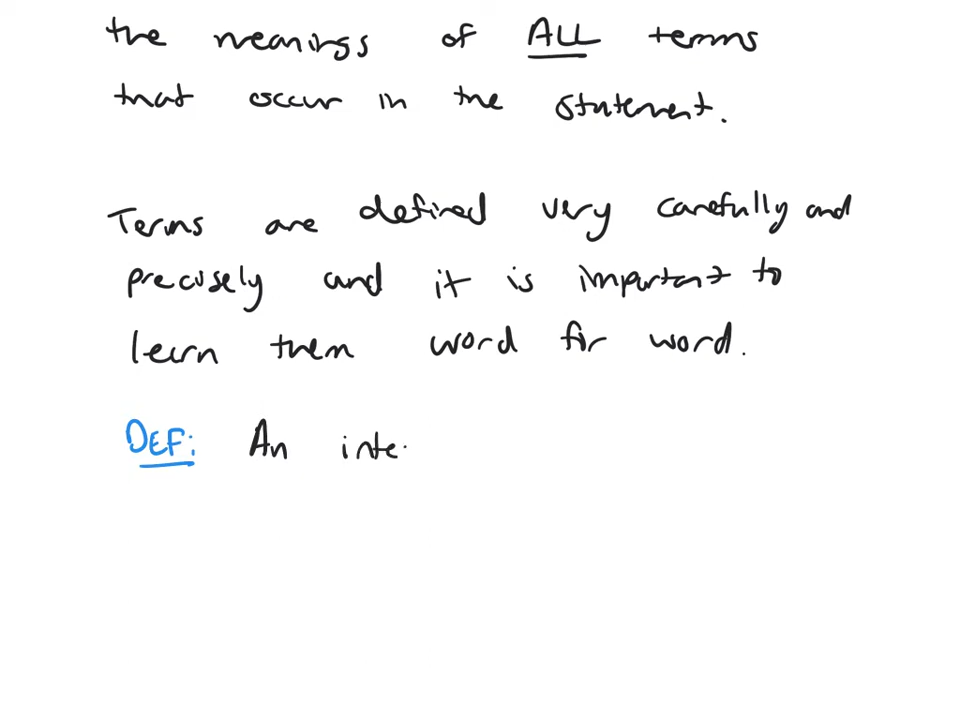 the meanings of ALL terms
that occur in the statement.
Terms are defined very carefully and
precisely and it is important to
learn them word for word.
DEF: An inte